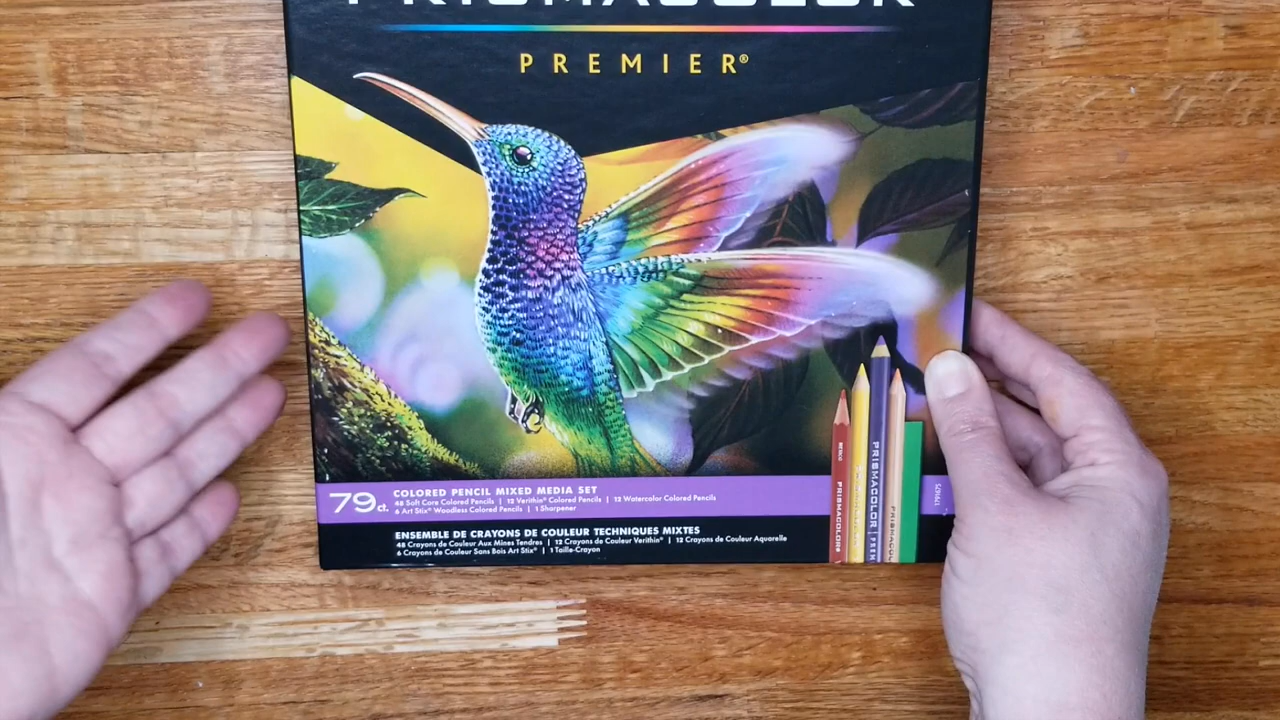 PRISMACOLOR
PREMIER®
79ct.
COLORED PENCIL MIXED MEDIA SET
48 Soft Core Colored Pencils | 12 Verithin® Colored Pencils | 12 Watercolor Colored Pencils
6 Art Stix® Woodless Colored Pencils | 1 Sharpener
ENSEMBLE DE CRAYONS DE COULEUR TECHNIQUES MIXTES
48 Crayons de Couleur Aux Mines Tendres | 12 Crayons de Couleur Verithin® | 12 Crayons de Couleur Aquarelle
6 Crayons de Couleur Sans Bois Art Stix® | 1 Taille-Crayon
PRISMACOLOR®
PRISMACOLOR